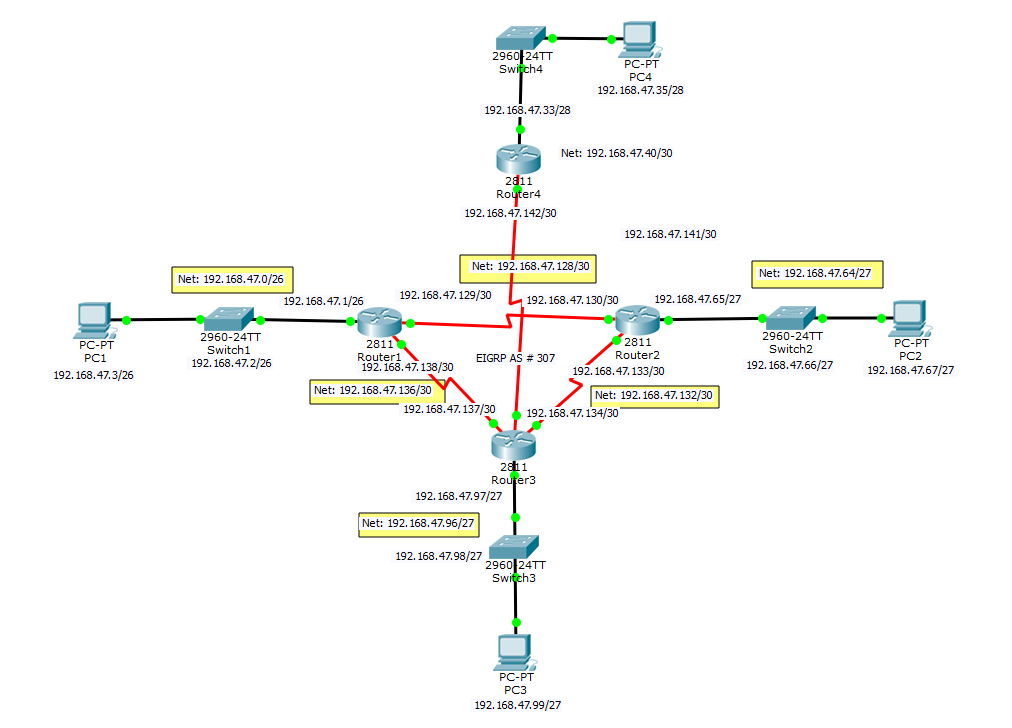 2960-24TT
Switch4
PC-PT
PC4
192.168.47.35/28
192.168.47.33/28
Net: 192.168.47.40/30
2811
Router4
192.168.47.142/30
192.168.47.141/30
Net: 192.168.47.128/30
Net: 192.168.47.0/26
Net: 192.168.47.64/27
192.168.47.1/26
192.168.47.129/30
192.168.47.130/30
192.168.47.65/27
PC-PT
PC1
192.168.47.3/26
2960-24TT
Switch1
192.168.47.2/26
2811
Router1
192.168.47.138/30
EIGRP AS # 307
2811
Router2
192.168.47.133/30
2960-24TT
Switch2
192.168.47.66/27
PC-PT
PC2
192.168.47.67/27
Net: 192.168.47.136/30
Net: 192.168.47.132/30
192.168.47.137/30
192.168.47.134/30
2811
Router3
192.168.47.97/27
Net: 192.168.47.96/27
192.168.47.98/27
2960-24TT
Switch3
PC-PT
PC3
192.168.47.99/27